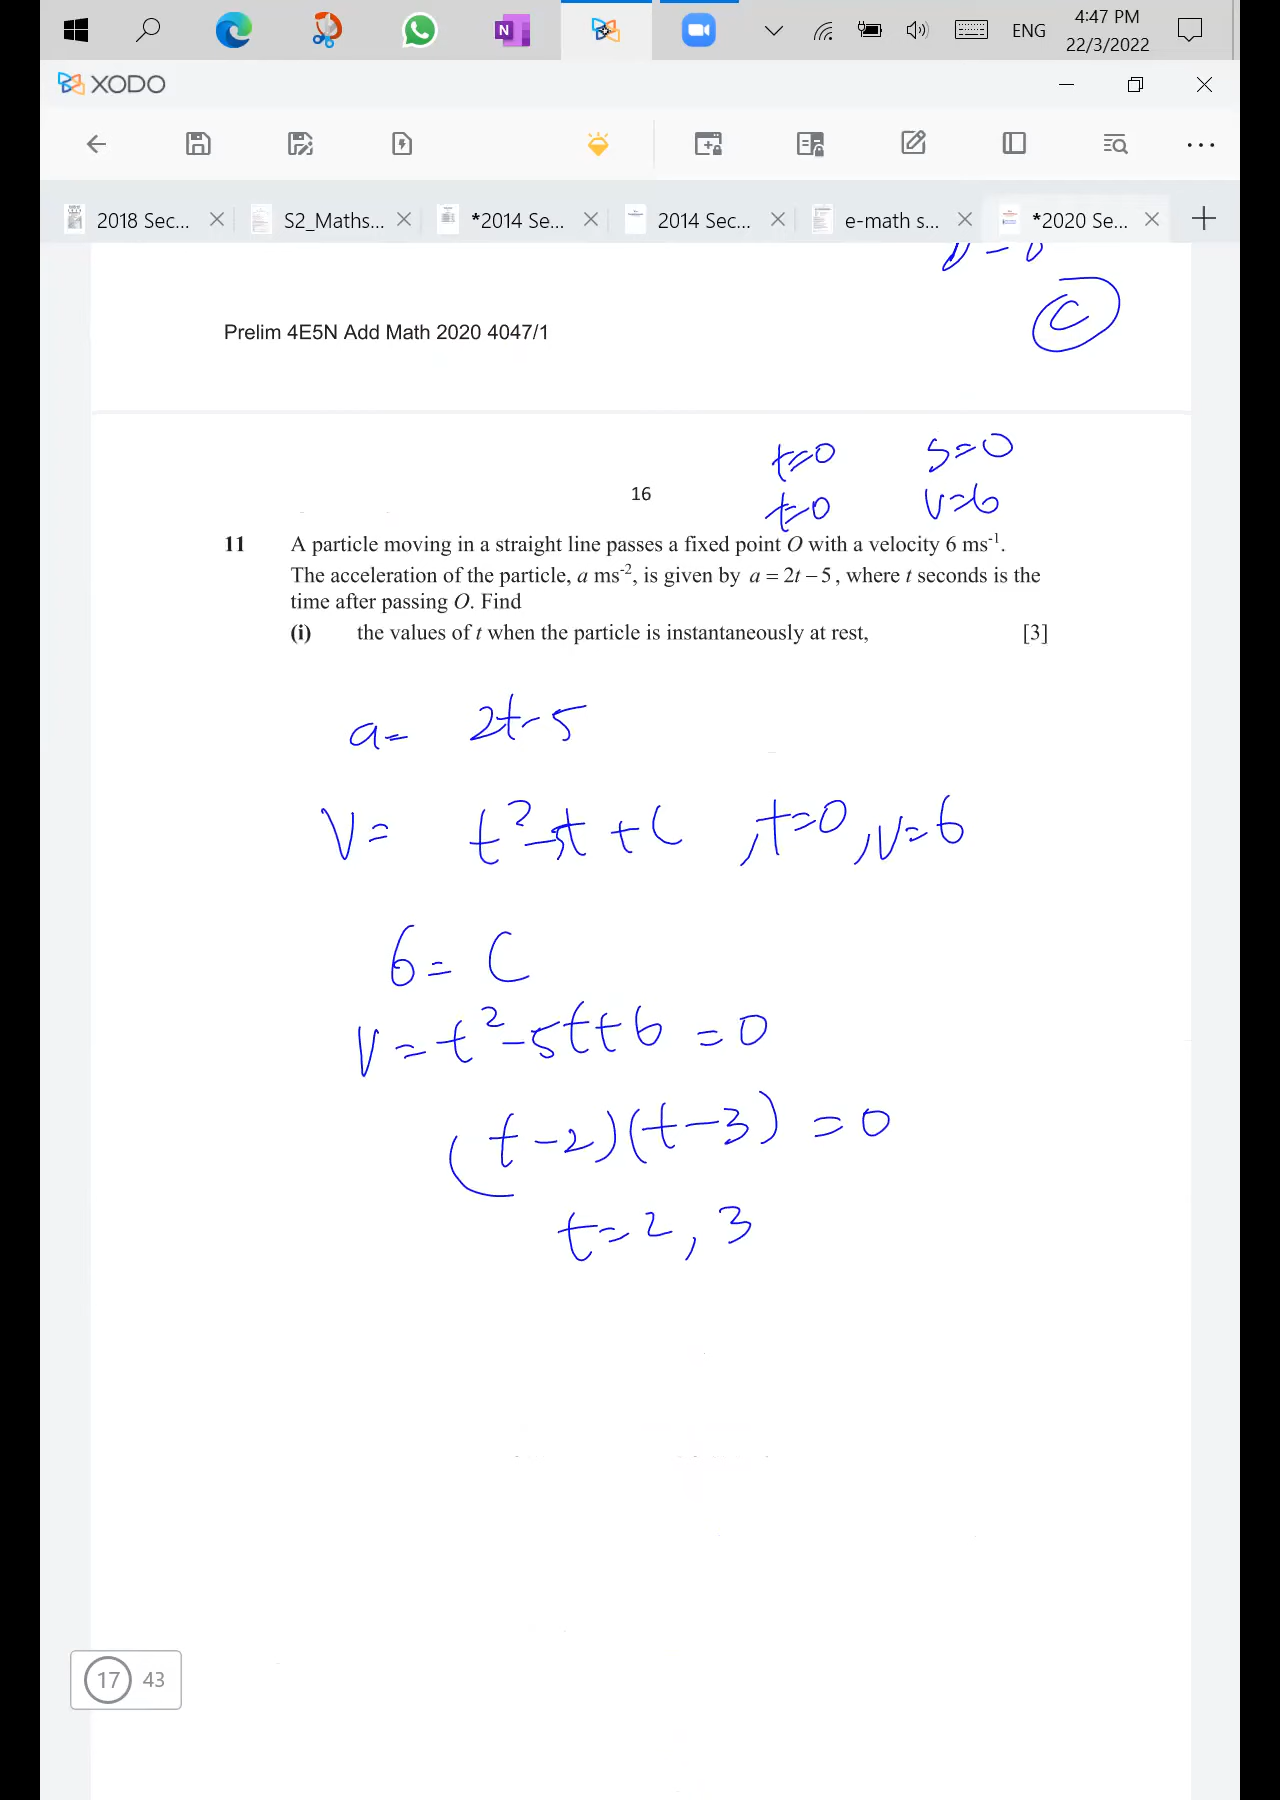 4:47 PM
ENG
22/3/2022
XODO
2018 Sec...
S2_Maths...
*2014 Se...
2014 Sec...
e-math s...
*2020 Se...
C
Prelim 4E5N Add Math 2020 4047/1
t=0 s=0
16
t=0 v=6
11 A particle moving in a straight line passes a fixed point O with a velocity 6 ms⁻¹.
The acceleration of the particle, a ms⁻², is given by a = 2t − 5, where t seconds is the
time after passing O. Find
(i) the values of t when the particle is instantaneously at rest, [3]
a= 2t-5
V= t²-5t+C , t=0, v=6
6= C
V=t²-5t+6 =0
(t-2)(t-3) =0
t=2, 3
17 43